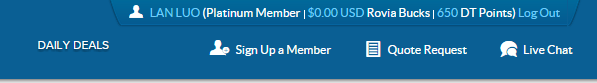 LAN LUO (Platinum Member | $0.00 USD Rovia Bucks | 650 DT Points) Log Out
DAILY DEALS Sign Up a Member Quote Request Live Chat